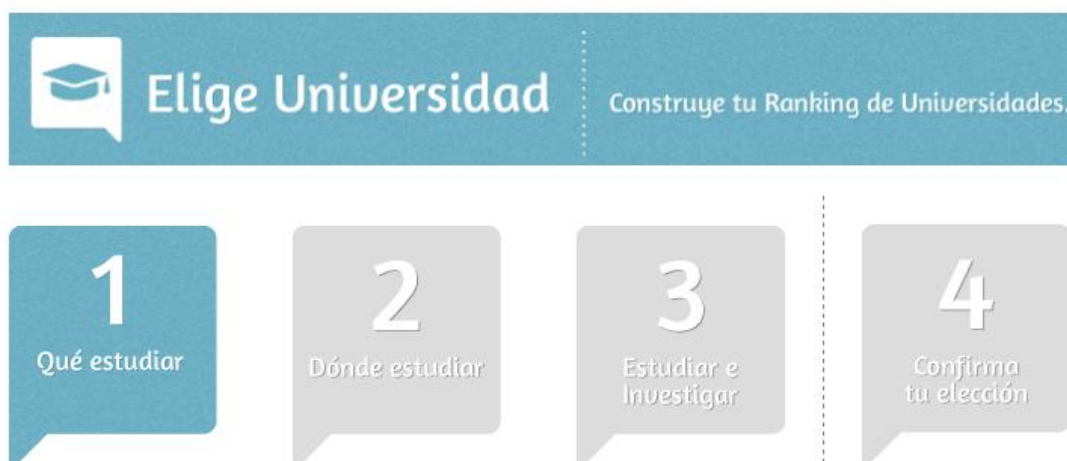 Elige Universidad
Construye tu Ranking de Universidades.
1
Qué estudiar
2
Dónde estudiar
3
Estudiar e
Investigar
4
Confirma
tu elección